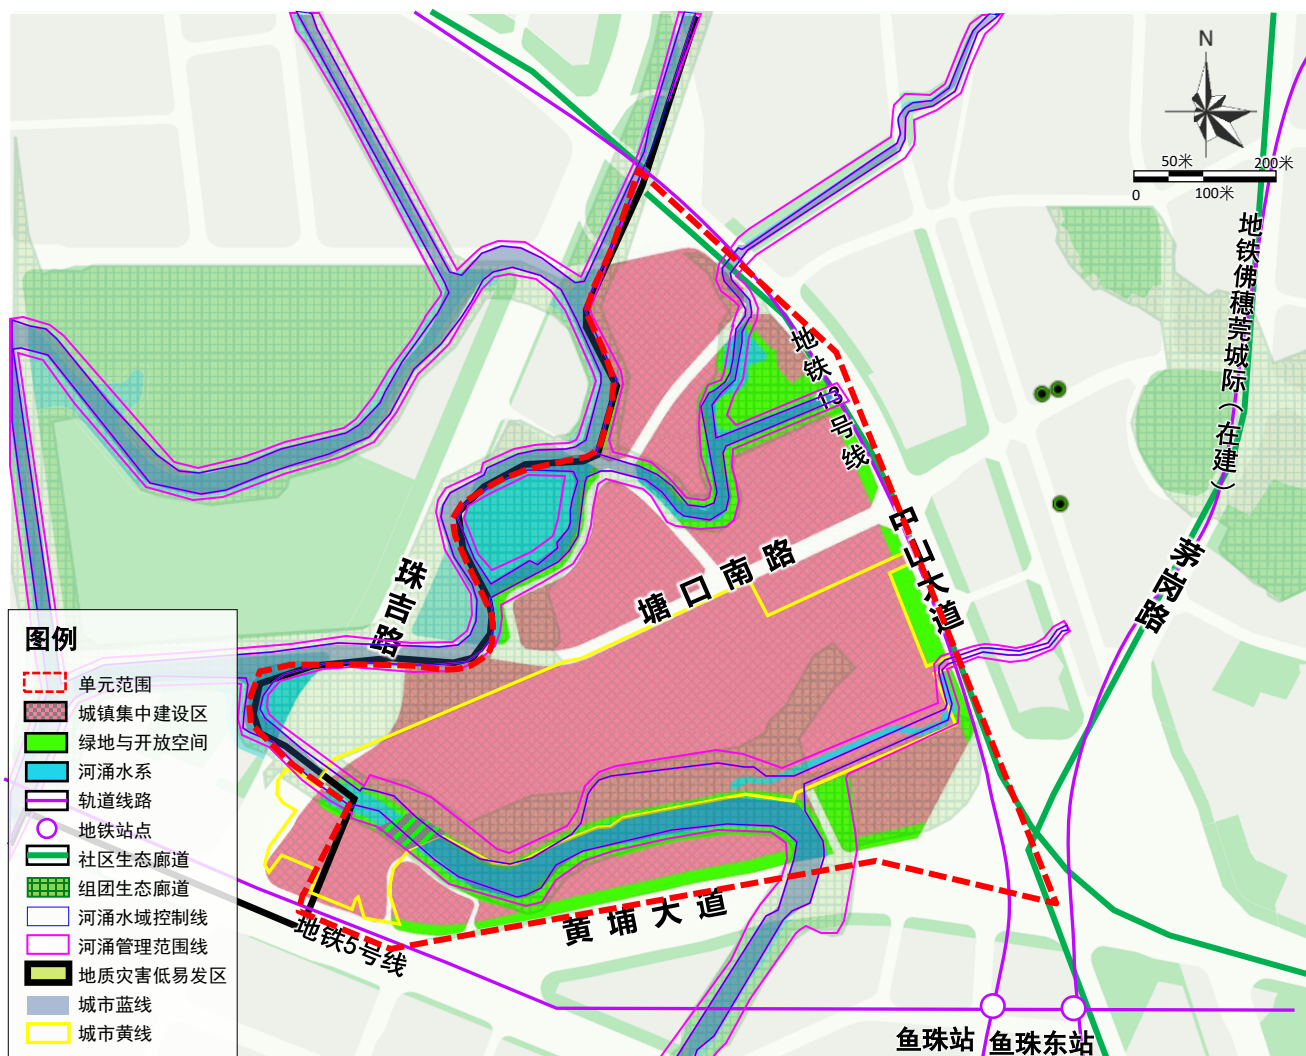 N
50米
200米
0
100米
地铁佛穗莞城际（在建）
地铁13号线
中山大道
茅岗路
塘口南路
珠吉路
黄埔大道
地铁5号线
鱼珠站
鱼珠东站
图例
单元范围
城镇集中建设区
绿地与开放空间
河涌水系
轨道线路
地铁站点
社区生态廊道
组团生态廊道
河涌水域控制线
河涌管理范围线
地质灾害低易发区
城市蓝线
城市黄线